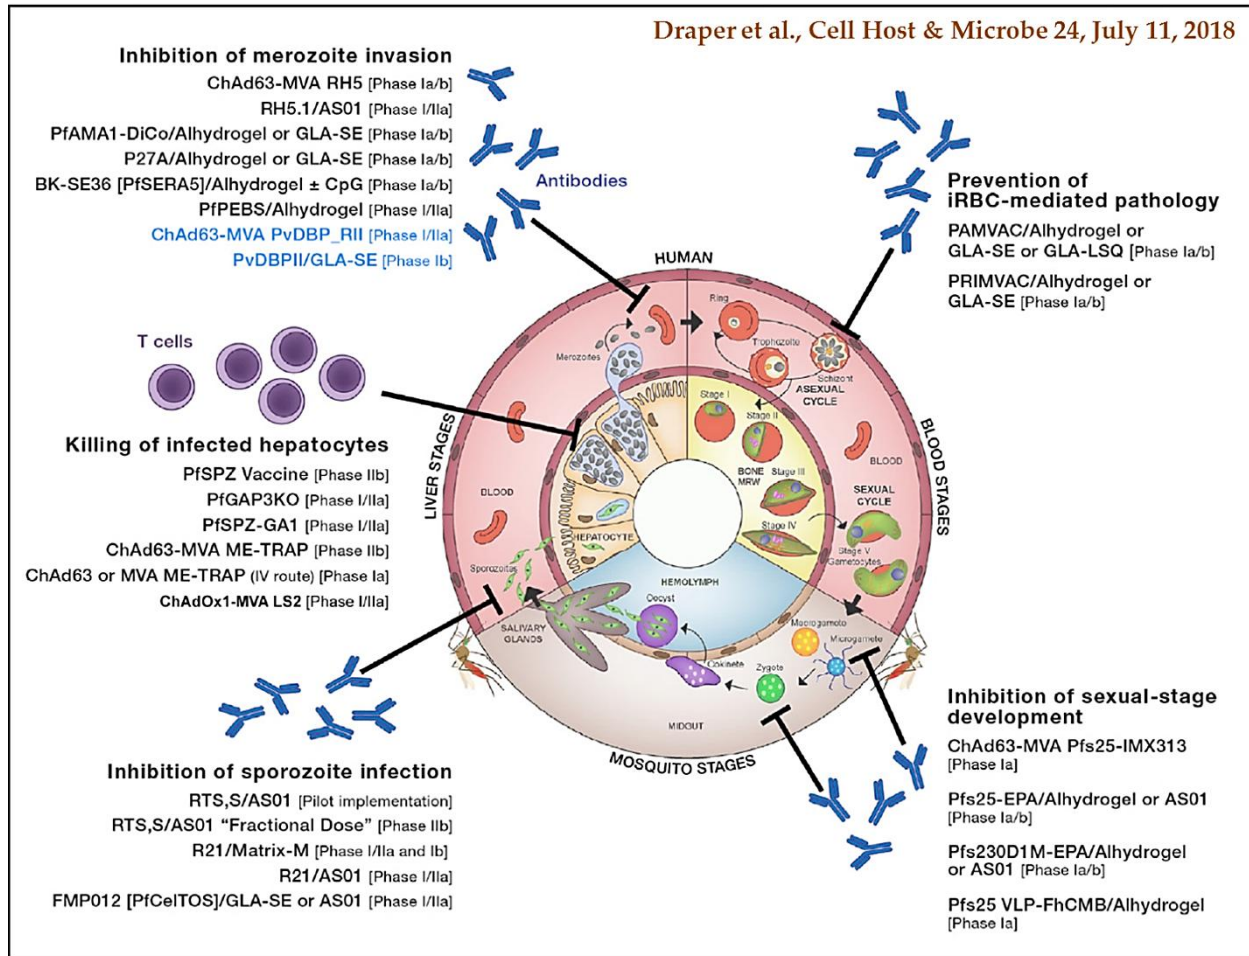 Draper et al., Cell Host & Microbe 24, July 11, 2018
Inhibition of merozoite invasion
ChAd63-MVA RH5 [Phase Ia/b]
RH5.1/AS01 [Phase I/IIa]
PfAMA1-DiCo/Alhydrogel or GLA-SE [Phase Ia/b]
P27A/Alhydrogel or GLA-SE [Phase Ia/b]
BK-SE36 [PfSERA5]/Alhydrogel ± CpG [Phase Ia/b]
PfPEBS/Alhydrogel [Phase I/IIa]
ChAd63-MVA PvDBP_RII [Phase I/IIa]
PvDBPII/GLA-SE [Phase Ib]
Antibodies
Prevention of
iRBC-mediated pathology
PAMVAC/Alhydrogel or
GLA-SE or GLA-LSQ [Phase Ia/b]
PRIMVAC/Alhydrogel or
GLA-SE [Phase Ia/b]
T cells
Killing of infected hepatocytes
PfSPZ Vaccine [Phase IIb]
PfGAP3KO [Phase I/IIa]
PfSPZ-GA1 [Phase I/IIa]
ChAd63-MVA ME-TRAP [Phase IIb]
ChAd63 or MVA ME-TRAP (IV route) [Phase Ia]
ChAdOx1-MVA LS2 [Phase I/IIa]
HUMAN
LIVER STAGES
BLOOD STAGES
MOSQUITO STAGES
Merozoites
Ring
Trophozoite
Schizont
ASEXUAL
CYCLE
Stage I
Stage II
BONE
MRW
Stage III
Stage IV
BLOOD
SEXUAL
CYCLE
Stage V
Gametocytes
BLOOD
HEPATOCYTE
Sporozoites
HEMOLYMPH
Oocyst
SALIVARY
GLANDS
Macrogamete
Microgamete
Zygote
Ookinete
MIDGUT
Inhibition of sporozoite infection
RTS,S/AS01 [Pilot implementation]
RTS,S/AS01 “Fractional Dose” [Phase IIb]
R21/Matrix-M [Phase I/IIa and Ib]
R21/AS01 [Phase I/IIa]
FMP012 [PfCelTOS]/GLA-SE or AS01 [Phase I/IIa]
Inhibition of sexual-stage
development
ChAd63-MVA Pfs25-IMX313
[Phase Ia]
Pfs25-EPA/Alhydrogel or AS01
[Phase Ia/b]
Pfs230D1M-EPA/Alhydrogel
or AS01 [Phase Ia/b]
Pfs25 VLP-FhCMB/Alhydrogel
[Phase Ia]